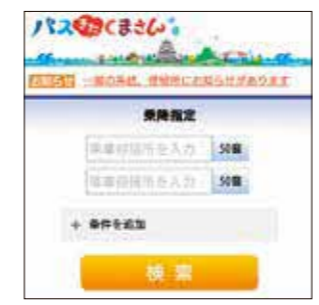 バスきたくまさん
お知らせ 一部の系統、停留所にお知らせがあります
乗降指定
乗車停留所を入力 50音
降車停留所を入力 50音
+ 条件を追加
検索